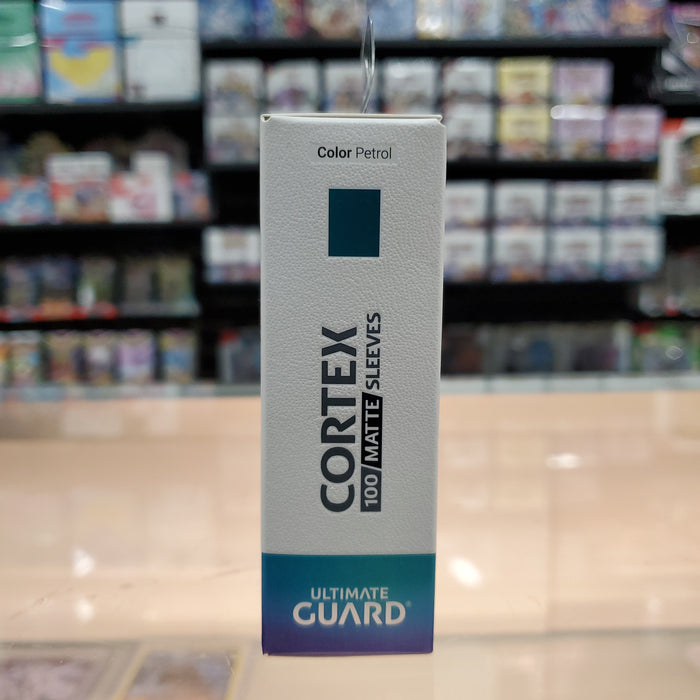 Color Petrol
CORTEX
100 MATTE SLEEVES
ULTIMATE
GUARD®